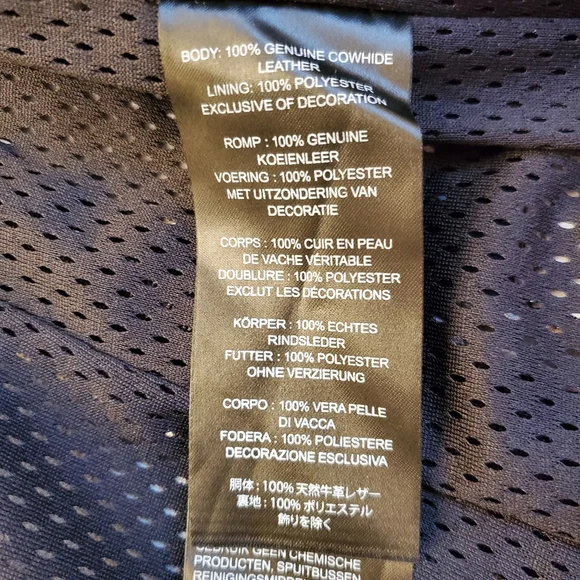 BODY: 100% GENUINE COWHIDE
LEATHER
LINING: 100% POLYESTER
EXCLUSIVE OF DECORATION
ROMP : 100% GENUINE
KOEIENLEER
VOERING : 100% POLYESTER
MET UITZONDERING VAN
DECORATIE
CORPS : 100% CUIR EN PEAU
DE VACHE VÉRITABLE
DOUBLURE : 100% POLYESTER
EXCLUT LES DÉCORATIONS
KÖRPER : 100% ECHTES
RINDSLEDER
FUTTER : 100% POLYESTER
OHNE VERZIERUNG
CORPO : 100% VERA PELLE
DI VACCA
FODERA : 100% POLIESTERE
DECORAZIONE ESCLUSIVA
胴体 : 100% 天然牛革レザー
裏地 : 100% ポリエステル
飾りを除く
GEBRUIK GEEN CHEMISCHE
PRODUCTEN, SPUITBUSSEN
REINIGINGSMIDDELEN